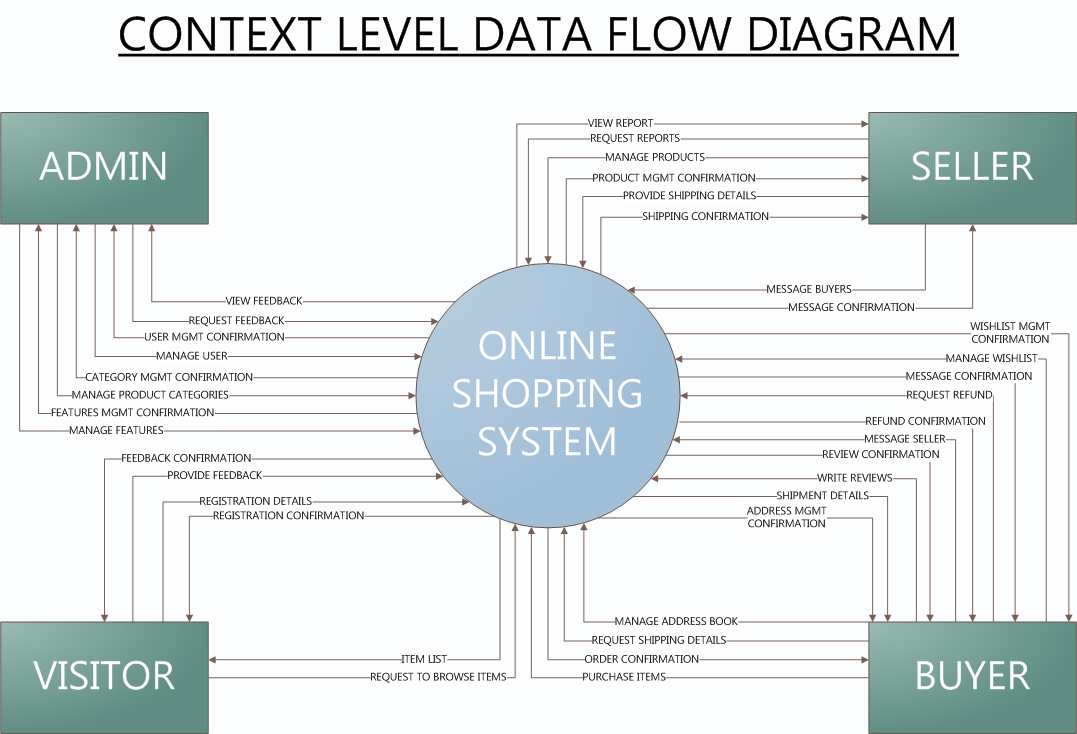 CONTEXT LEVEL DATA FLOW DIAGRAM
ADMIN
SELLER
VIEW REPORT
REQUEST REPORTS
MANAGE PRODUCTS
PRODUCT MGMT CONFIRMATION
PROVIDE SHIPPING DETAILS
SHIPPING CONFIRMATION
MESSAGE BUYERS
MESSAGE CONFIRMATION
VIEW FEEDBACK
REQUEST FEEDBACK
USER MGMT CONFIRMATION
MANAGE USER
CATEGORY MGMT CONFIRMATION
MANAGE PRODUCT CATEGORIES
FEATURES MGMT CONFIRMATION
MANAGE FEATURES
ONLINE
SHOPPING
SYSTEM
WISHLIST MGMT
CONFIRMATION
MANAGE WISHLIST
MESSAGE CONFIRMATION
REQUEST REFUND
REFUND CONFIRMATION
MESSAGE SELLER
REVIEW CONFIRMATION
WRITE REVIEWS
SHIPMENT DETAILS
ADDRESS MGMT
CONFIRMATION
FEEDBACK CONFIRMATION
PROVIDE FEEDBACK
REGISTRATION DETAILS
REGISTRATION CONFIRMATION
VISITOR
ITEM LIST
REQUEST TO BROWSE ITEMS
MANAGE ADDRESS BOOK
REQUEST SHIPPING DETAILS
ORDER CONFIRMATION
PURCHASE ITEMS
BUYER